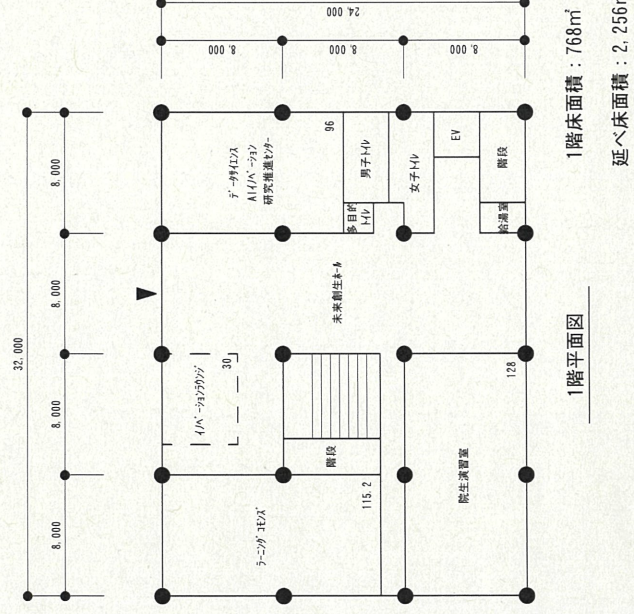 32,000
8,000
8,000
8,000
8,000
24,000
8,000
8,000
8,000
データサイエンス
AIイノベーション
研究推進センター
96
男子トイレ
多目的
トイレ
女子トイレ
EV
階段
給湯室
未来創生ホール
イノベーションラウンジ
30
階段
ラーニングコモンズ
115.2
院生演習室
128
1階平面図
1階床面積：768㎡
延べ床面積：2,256㎡